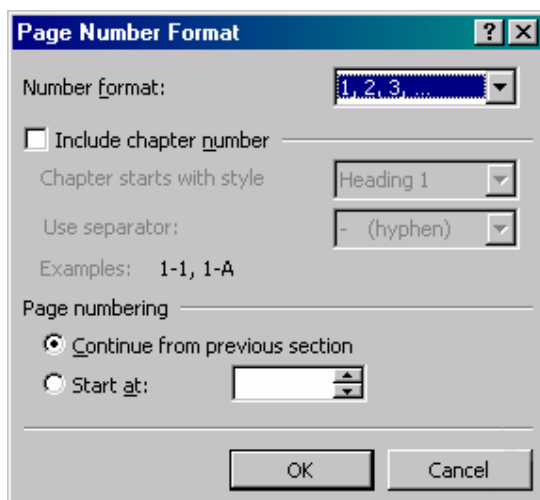 Page Number Format
Number format: 1, 2, 3, ...
Include chapter number
Chapter starts with style Heading 1
Use separator: - (hyphen)
Examples: 1-1, 1-A
Page numbering
Continue from previous section
Start at:
OK Cancel